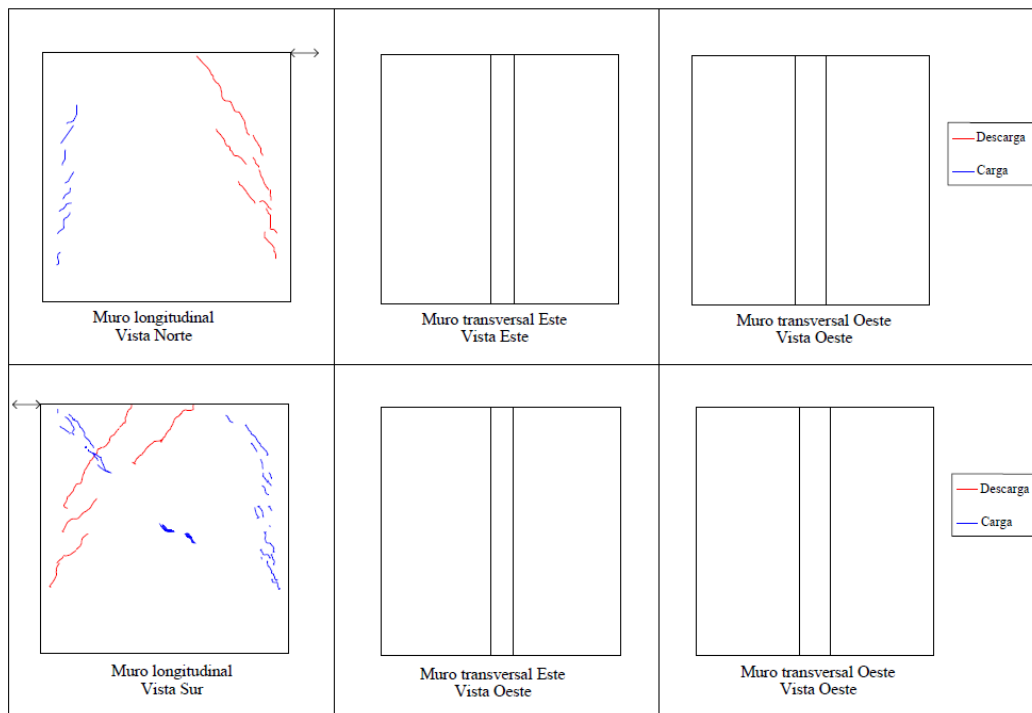 Muro longitudinal
Vista Norte
Muro transversal Este
Vista Este
Muro transversal Oeste
Vista Oeste
Descarga
Carga
Muro longitudinal
Vista Sur
Muro transversal Este
Vista Oeste
Muro transversal Oeste
Vista Oeste
Descarga
Carga